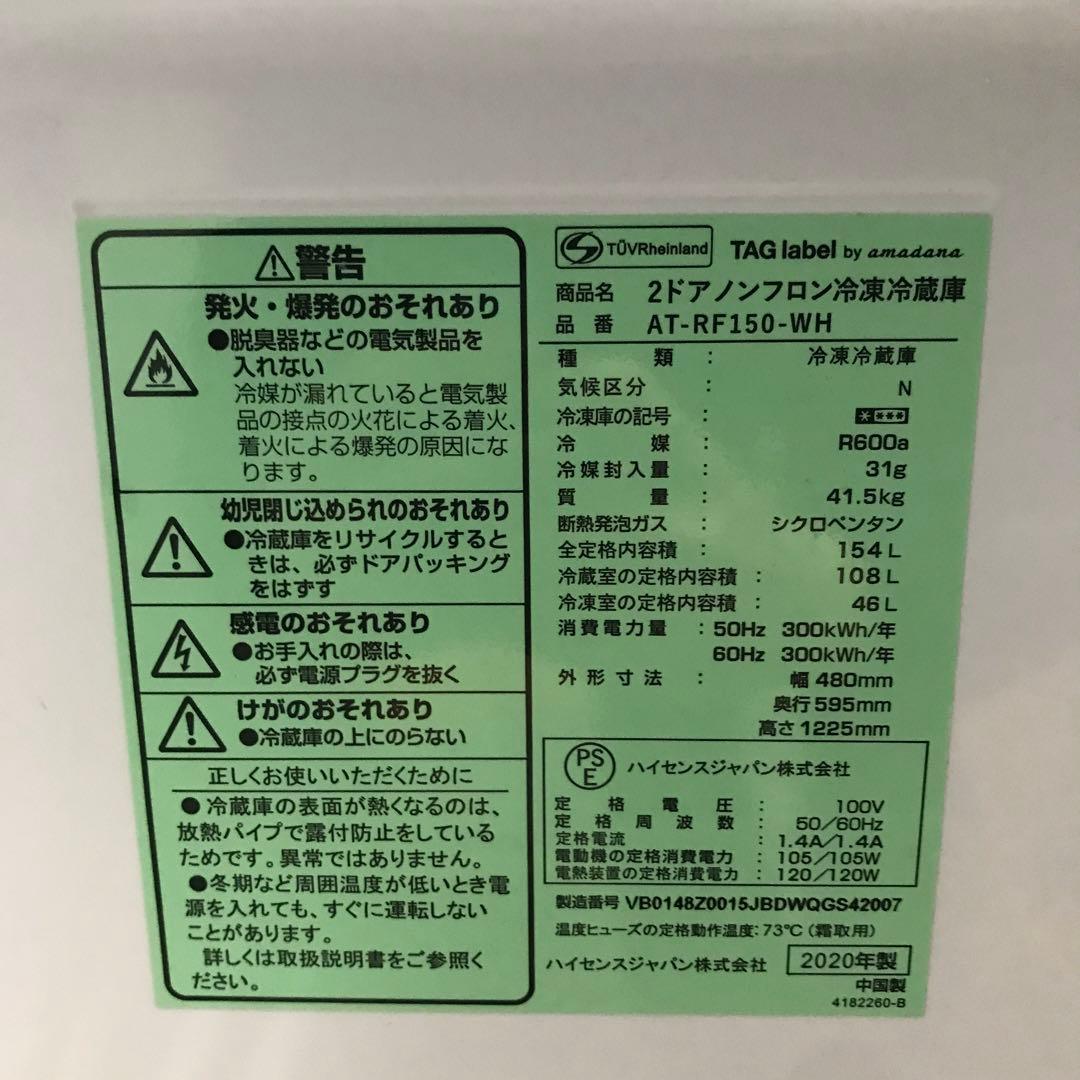 ⚠警告
発火・爆発のおそれあり
●脱臭器などの電気製品を
入れない
冷媒が漏れていると電気製
品の接点の火花による着火、
着火による爆発の原因にな
ります。
幼児閉じ込められのおそれあり
●冷蔵庫をリサイクルすると
きは、必ずドアパッキング
をはずす
感電のおそれあり
●お手入れの際は、
必ず電源プラグを抜く
けがのおそれあり
●冷蔵庫の上にのらない
正しくお使いいただくために
●冷蔵庫の表面が熱くなるのは、
放熱パイプで露付防止をしている
ためです。異常ではありません。
●冬期など周囲温度が低いとき電
源を入れても、すぐに運転しない
ことがあります。
詳しくは取扱説明書をご参照く
ださい。
TÜVRheinland TAG label by amadana
商品名 2ドアノンフロン冷凍冷蔵庫
品番 AT-RF150-WH
種類 : 冷凍冷蔵庫
気候区分 : N
冷凍庫の記号 : * ***
冷媒 : R600a
冷媒封入量 : 31g
質量 : 41.5kg
断熱発泡ガス : シクロペンタン
全定格内容積 : 154L
冷蔵室の定格内容積 : 108L
冷凍室の定格内容積 : 46L
消費電力量 : 50Hz 300kWh/年
60Hz 300kWh/年
外形寸法 : 幅480mm
奥行595mm
高さ1225mm
PSE ハイセンスジャパン株式会社
定格電圧 : 100V
定格周波数 : 50/60Hz
定格電流 : 1.4A/1.4A
電動機の定格消費電力 : 105/105W
電熱装置の定格消費電力 : 120/120W
製造番号 VB0148Z0015JBDWQGS42007
温度ヒューズの定格動作温度:73℃(霜取用)
ハイセンスジャパン株式会社 2020年製
中国製
4182260-B